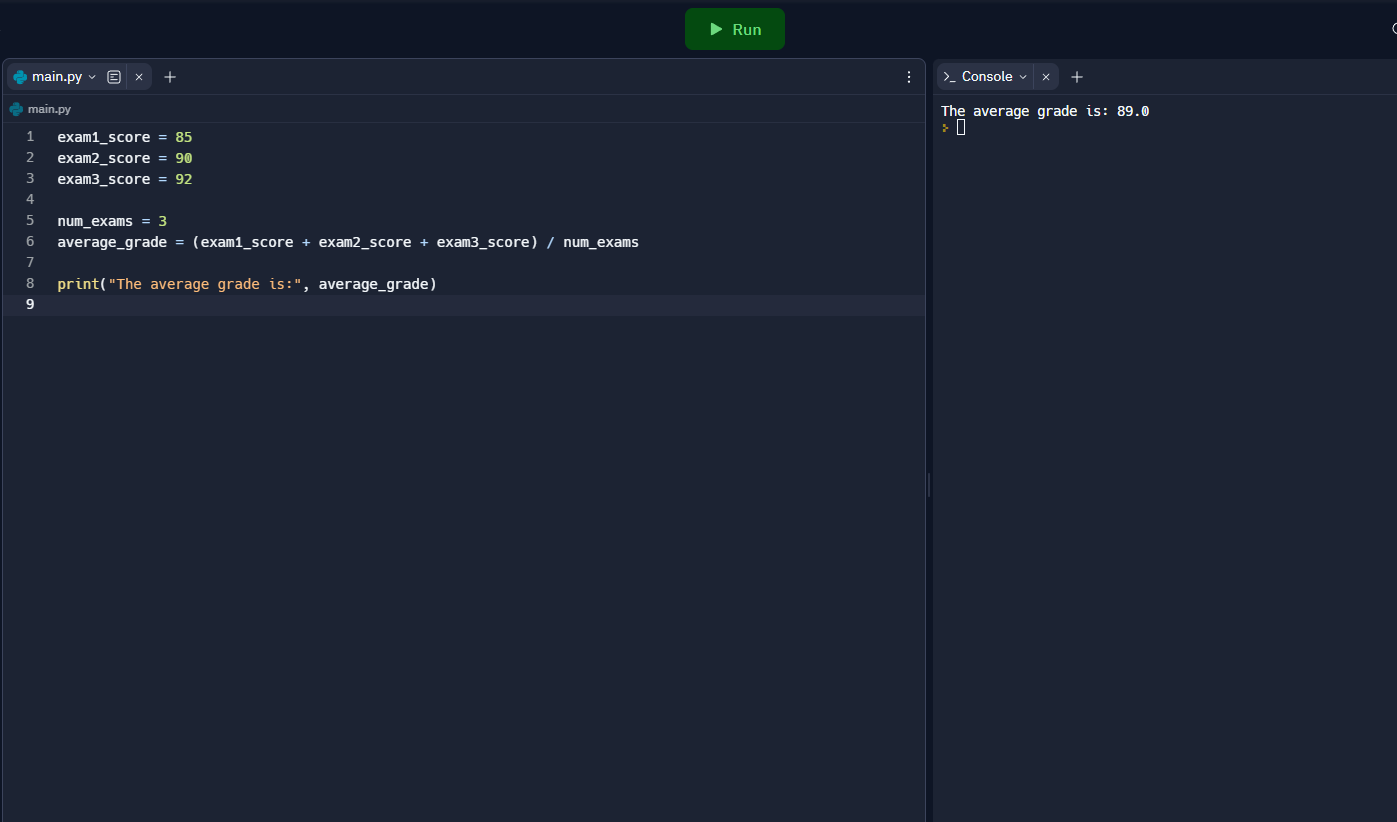 Run
main.py
Console
main.py
1 exam1_score = 85
2 exam2_score = 90
3 exam3_score = 92
4
5 num_exams = 3
6 average_grade = (exam1_score + exam2_score + exam3_score) / num_exams
7
8 print("The average grade is:", average_grade)
9
The average grade is: 89.0